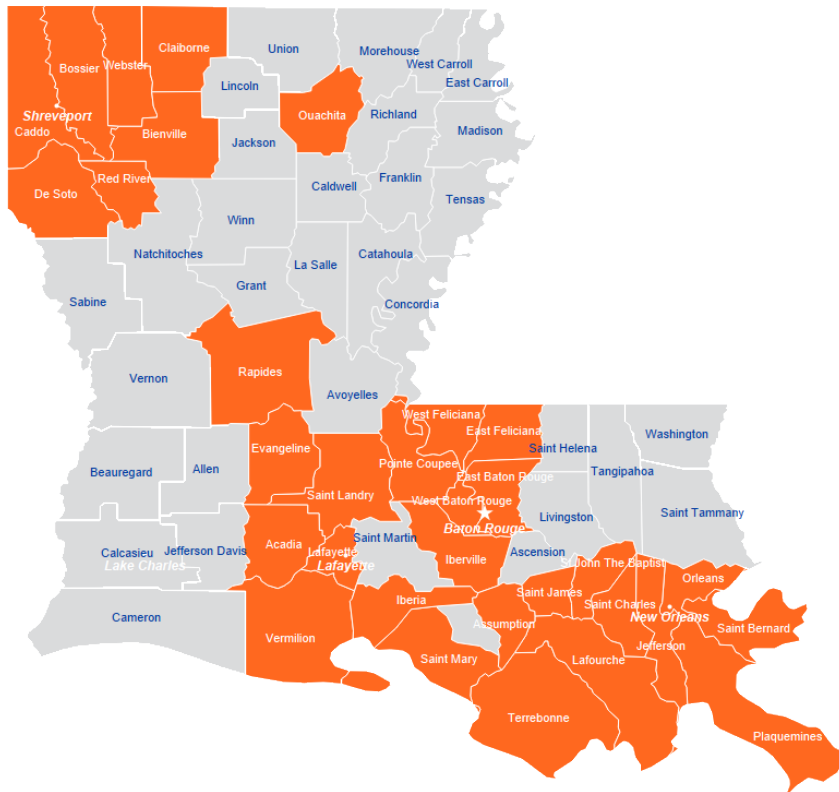 Claiborne
Union
Morehouse
West Carroll
East Carroll
Bossier
Webster
Lincoln
Ouachita
Richland
Shreveport
Caddo
Bienville
Jackson
Madison
De Soto
Red River
Caldwell
Franklin
Tensas
Winn
Natchitoches
La Salle
Catahoula
Grant
Sabine
Concordia
Vernon
Rapides
Avoyelles
West Feliciana
East Feliciana
Washington
Evangeline
Saint Helena
Beauregard
Allen
Pointe Coupee
Tangipahoa
East Baton Rouge
Saint Landry
West Baton Rouge
Saint Tammany
Livingston
Baton Rouge
Saint Martin
Acadia
Calcasieu
Jefferson Davis
Lafayette
Ascension
Lake Charles
Lafayette
Iberville
St John The Baptist
Orleans
Saint James
Iberia
Saint Charles
Cameron
New Orleans
Assumption
Saint Bernard
Vermilion
Jefferson
Saint Mary
Lafourche
Terrebonne
Plaquemines